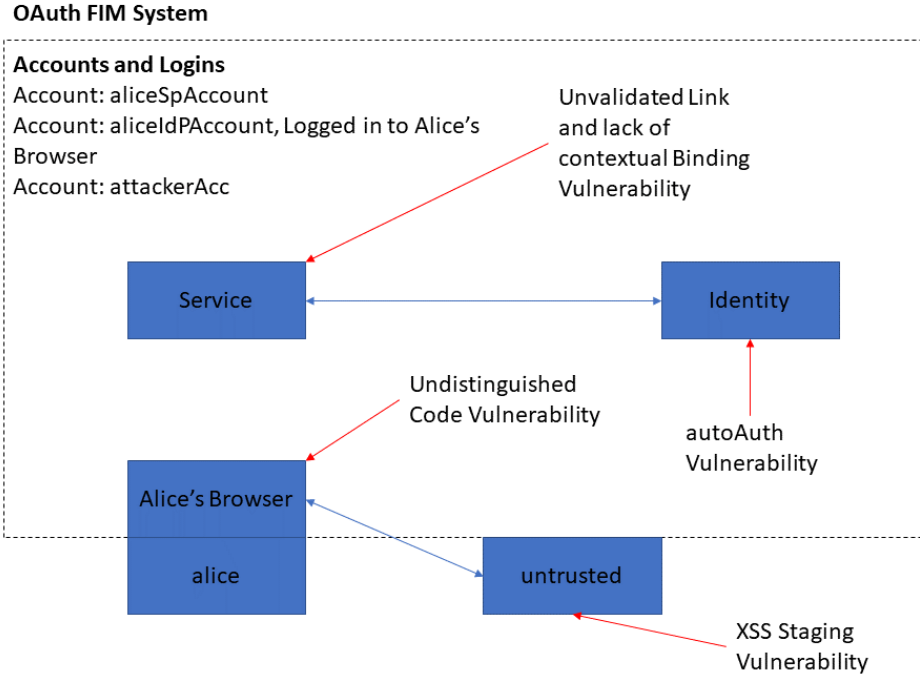 OAuth FIM System
Accounts and Logins
Account: aliceSpAccount
Account: aliceIdPAccount, Logged in to Alice's
Browser
Account: attackerAcc
Unvalidated Link
and lack of
contextual Binding
Vulnerability
Service
Identity
Undistinguished
Code Vulnerability
autoAuth
Vulnerability
Alice's Browser
alice
untrusted
XSS Staging
Vulnerability